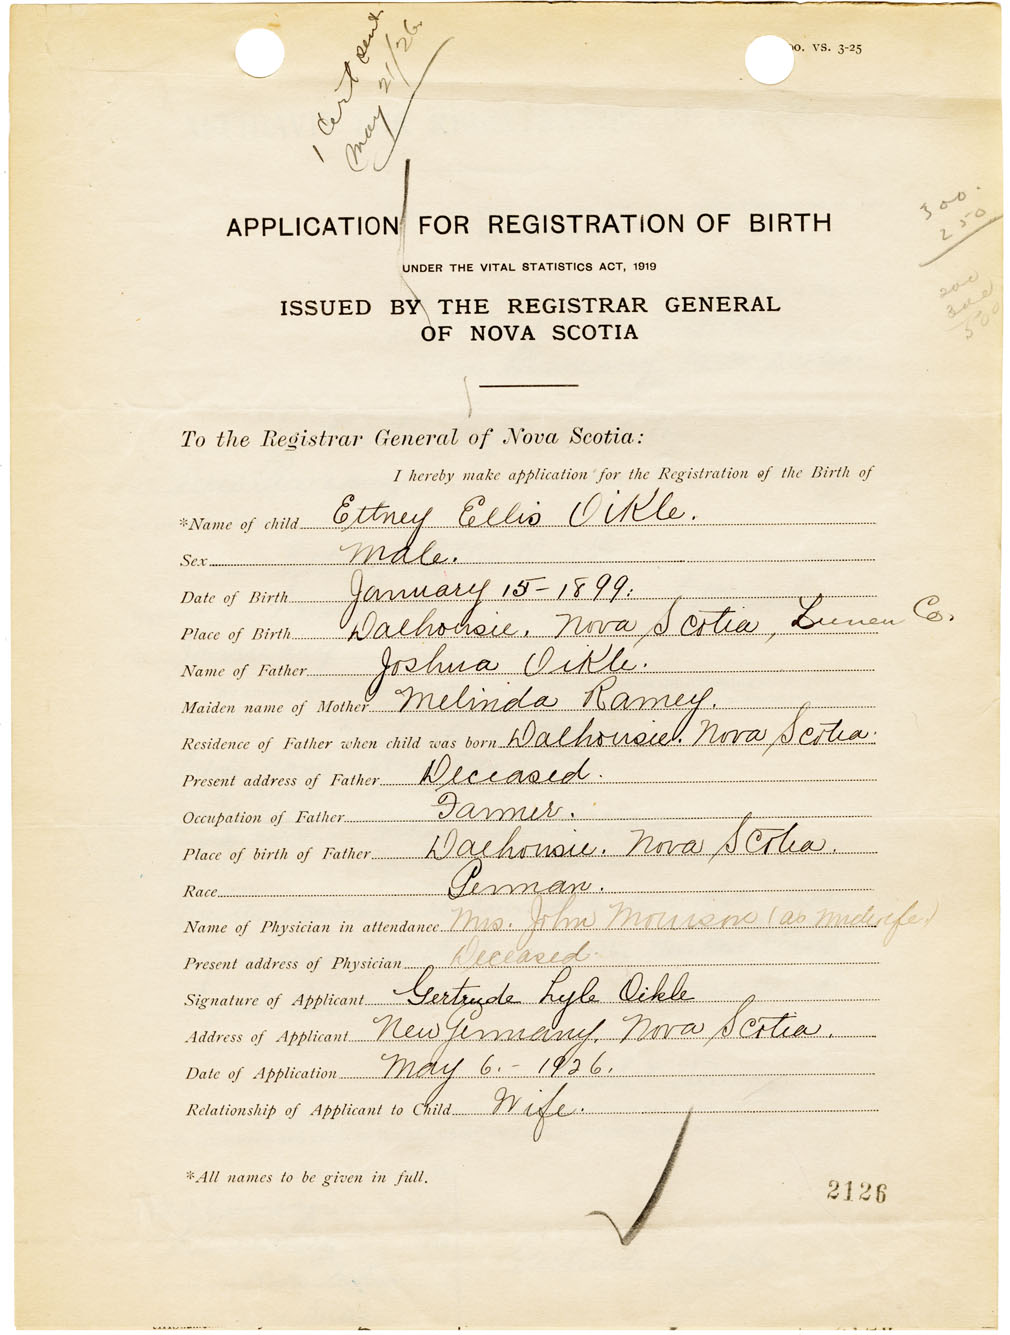 1 Cert sent
May 21/26
00. VS. 3-25
300.
250
200
300
500
APPLICATION FOR REGISTRATION OF BIRTH
UNDER THE VITAL STATISTICS ACT, 1919
ISSUED BY THE REGISTRAR GENERAL
OF NOVA SCOTIA
To the Registrar General of Nova Scotia:
I hereby make application for the Registration of the Birth of
*Name of child Ettney Ellis Oikle.
Sex Male.
Date of Birth January 15-1899.
Place of Birth Dalhousie. Nova Scotia, Lunen Co.
Name of Father Joshua Oikle.
Maiden name of Mother Melinda Ramey.
Residence of Father when child was born Dalhousie. Nova Scotia.
Present address of Father Deceased.
Occupation of Father Farmer.
Place of birth of Father Dalhousie. Nova Scotia.
Race German.
Name of Physician in attendance Mrs. John Morrison (as midwife)
Present address of Physician Deceased.
Signature of Applicant Gertrude Lyle Oikle
Address of Applicant New Germany, Nova Scotia.
Date of Application May 6.-1926.
Relationship of Applicant to Child Wife.
*All names to be given in full.
2126